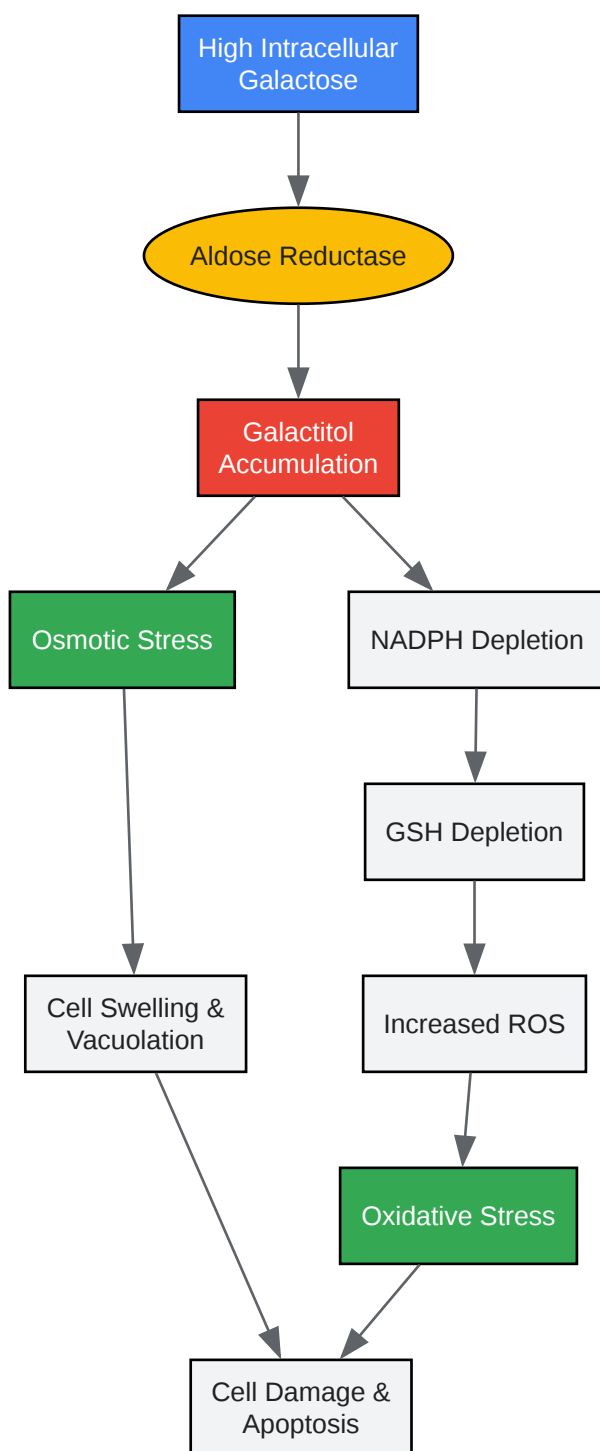 High Intracellular
Galactose
Aldose Reductase
Galactitol
Accumulation
Osmotic Stress
NADPH Depletion
GSH Depletion
Cell Swelling &
Vacuolation
Increased ROS
Oxidative Stress
Cell Damage &
Apoptosis